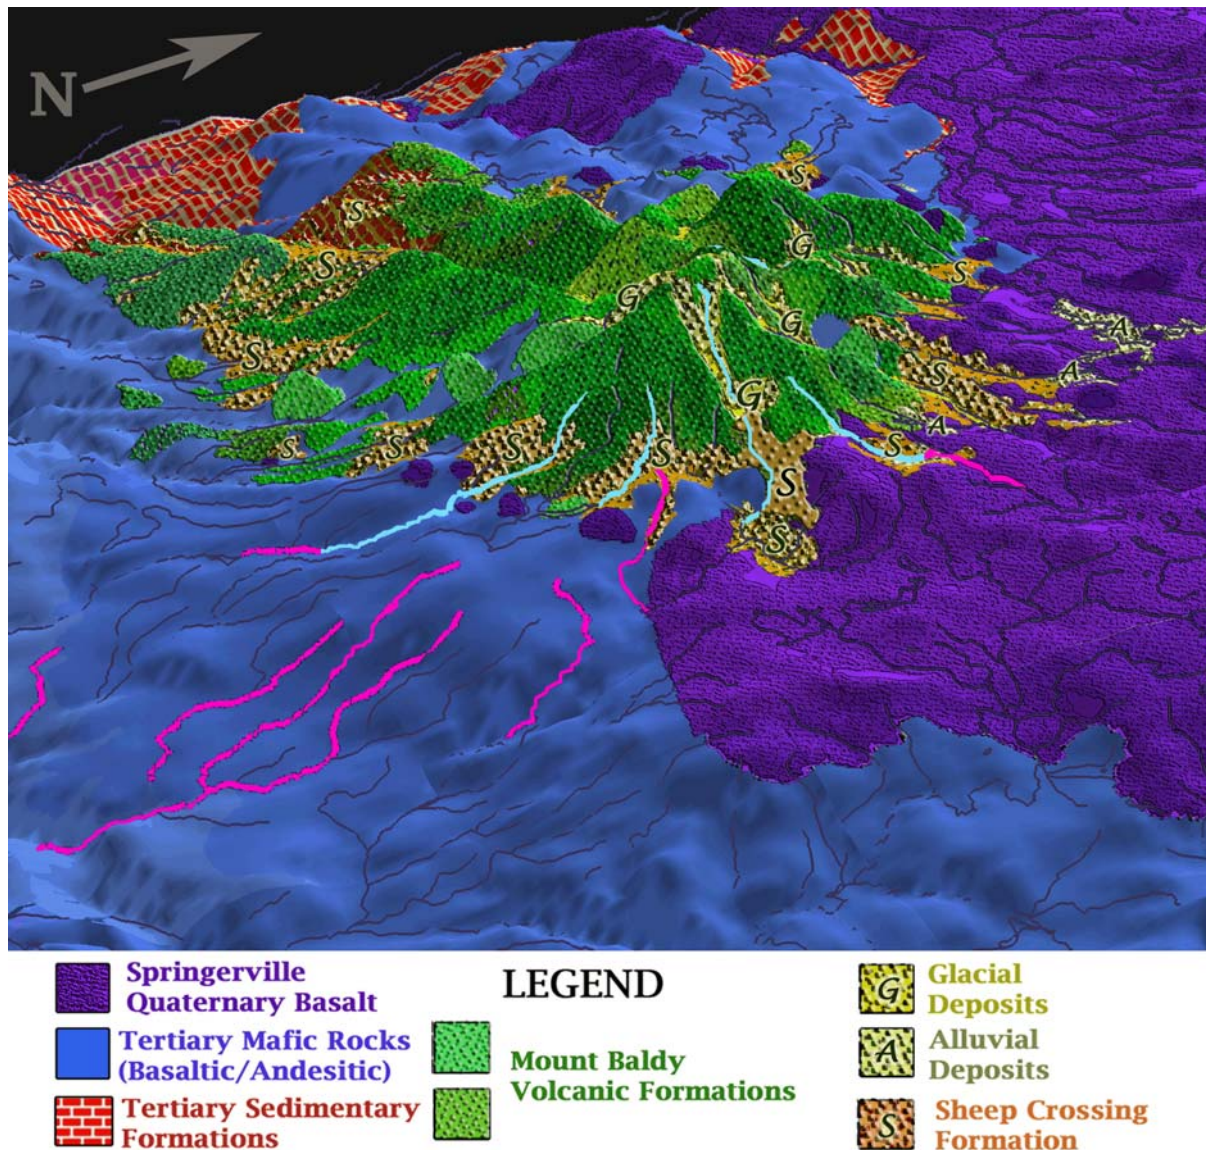 N
S
S
S
G
G
S
S
G
A
S
A
S
G
A
S
S
S
S
S
S
S
Springerville
Quaternary Basalt
Tertiary Mafic Rocks
(Basaltic/Andesitic)
Tertiary Sedimentary
Formations
LEGEND
Mount Baldy
Volcanic Formations
G
Glacial
Deposits
A
Alluvial
Deposits
S
Sheep Crossing
Formation